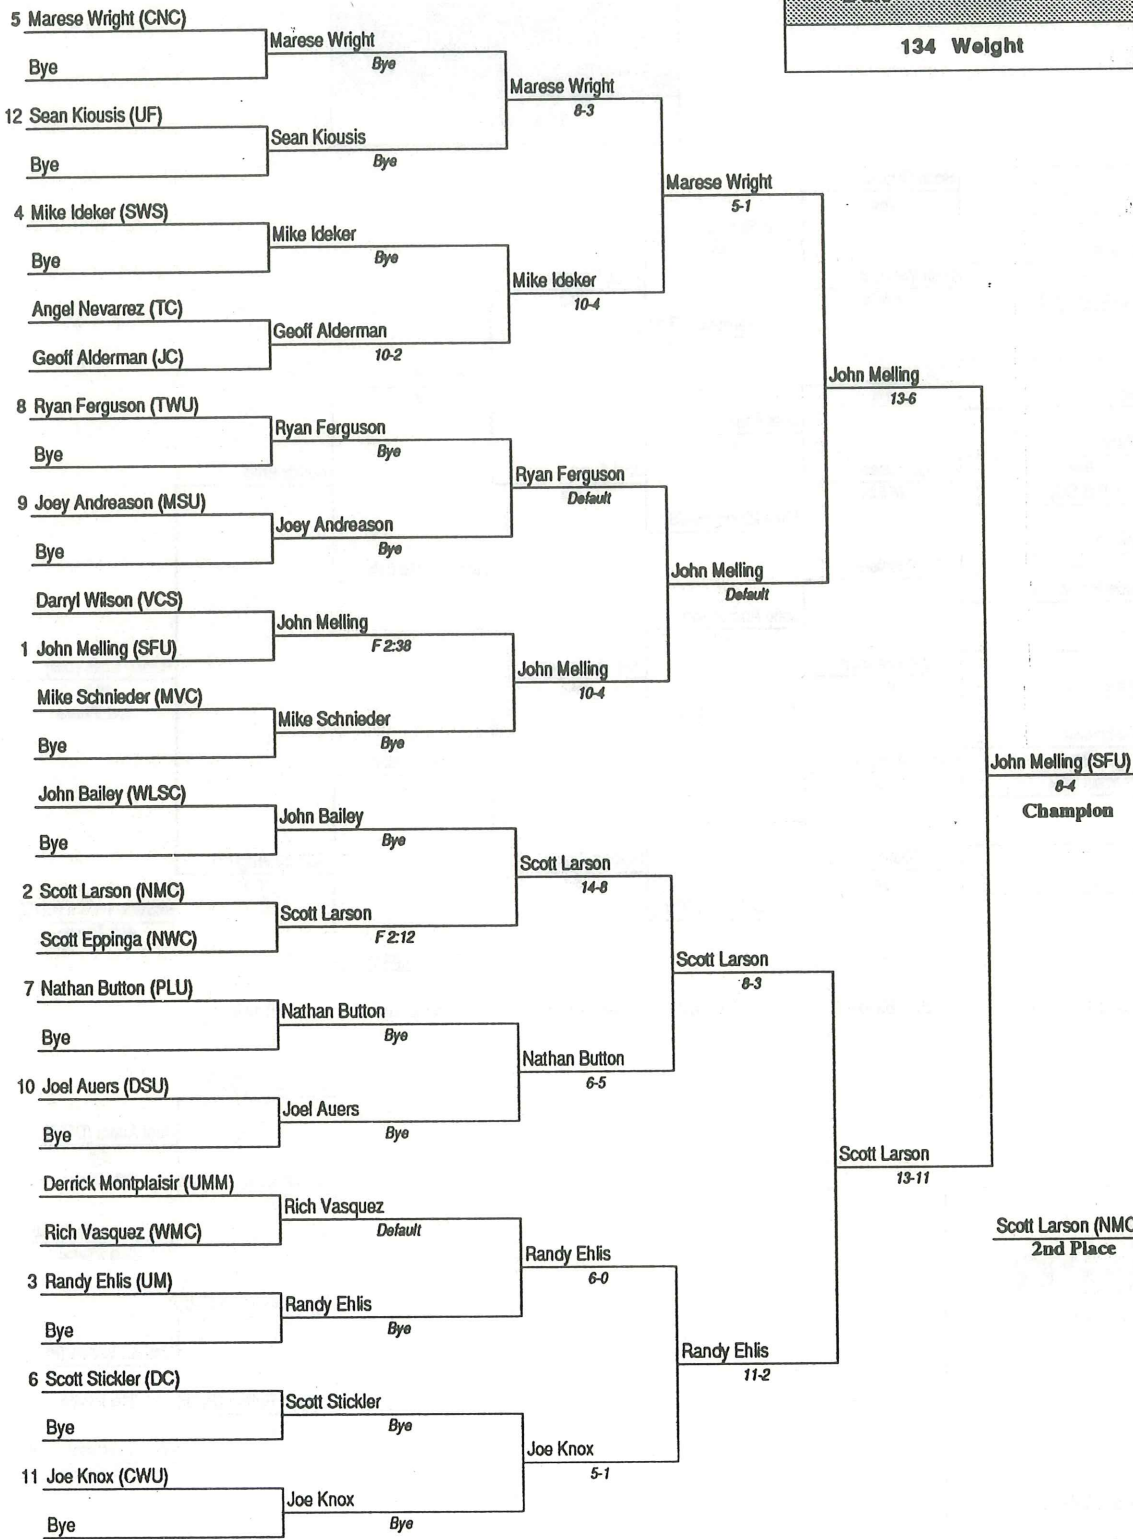 134 Weight
5 Marese Wright (CNC)
Bye
Marese Wright
Bye
12 Sean Kiousis (UF)
Bye
Sean Kiousis
Bye
Marese Wright
8-3
4 Mike Ideker (SWS)
Bye
Mike Ideker
Bye
Angel Nevarrez (TC)
Geoff Alderman (JC)
Geoff Alderman
10-2
Mike Ideker
10-4
Marese Wright
5-1
8 Ryan Ferguson (TWU)
Bye
Ryan Ferguson
Bye
9 Joey Andreason (MSU)
Bye
Joey Andreason
Bye
Ryan Ferguson
Default
Darryl Wilson (VCS)
1 John Melling (SFU)
John Melling
F 2:38
Mike Schnieder (MVC)
Bye
Mike Schnieder
Bye
John Melling
10-4
John Melling
Default
John Melling
13-6
John Bailey (WLSC)
Bye
John Bailey
Bye
2 Scott Larson (NMC)
Scott Eppinga (NWC)
Scott Larson
F 2:12
Scott Larson
14-8
7 Nathan Button (PLU)
Bye
Nathan Button
Bye
10 Joel Auers (DSU)
Bye
Joel Auers
Bye
Nathan Button
6-5
Scott Larson
8-3
Derrick Montplaisir (UMM)
Rich Vasquez (WMC)
Rich Vasquez
Default
3 Randy Ehlis (UM)
Bye
Randy Ehlis
Bye
Randy Ehlis
6-0
6 Scott Stickler (DC)
Bye
Scott Stickler
Bye
11 Joe Knox (CWU)
Bye
Joe Knox
Bye
Joe Knox
5-1
Randy Ehlis
11-2
Scott Larson
13-11
John Melling (SFU)
8-4
Champion
Scott Larson (NMC
2nd Place